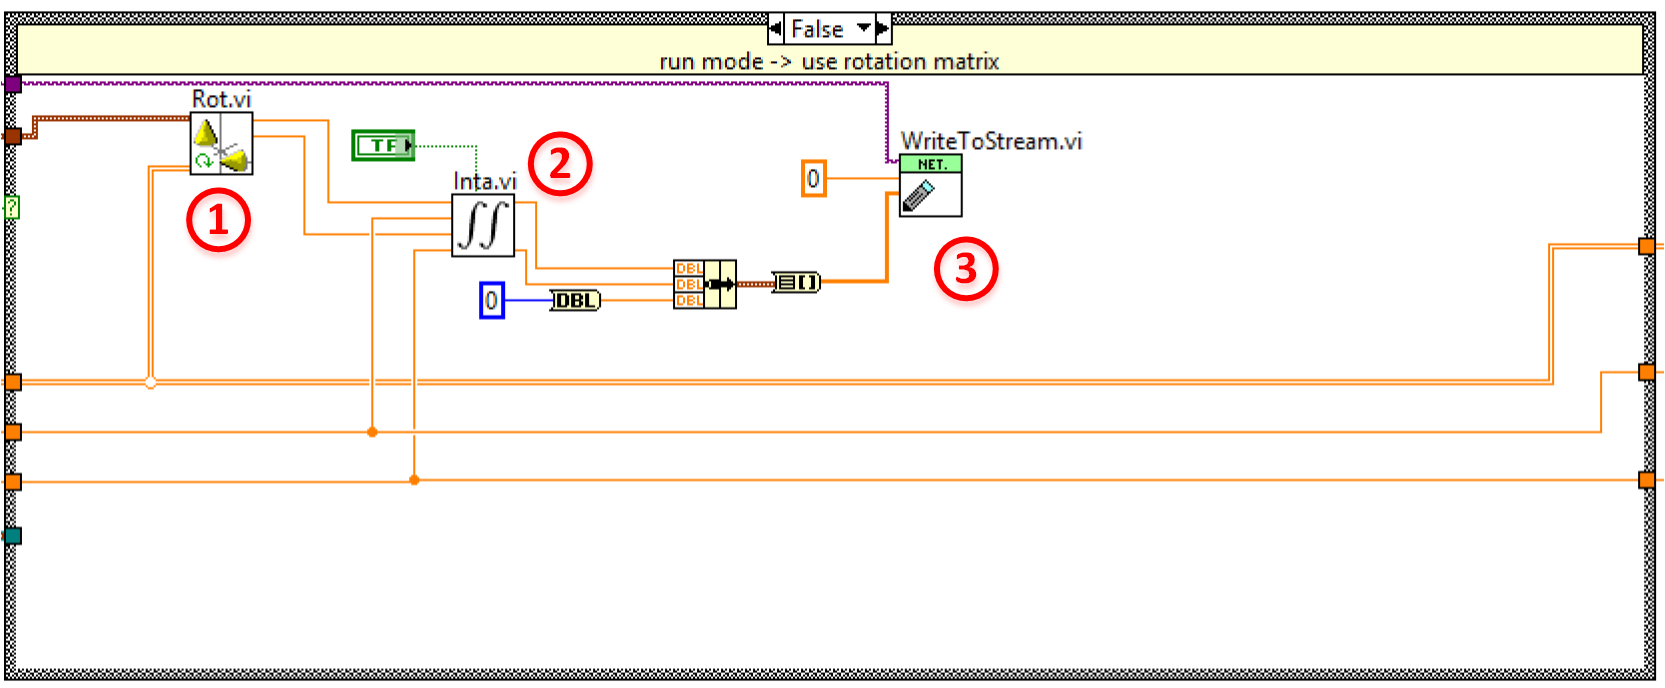 False
run mode -> use rotation matrix
Rot.vi
TF
WriteToStream.vi
NET.
2
Inta.vi
0
?
1
∫∫
3
DBL
DBL
DBL
0
DBL